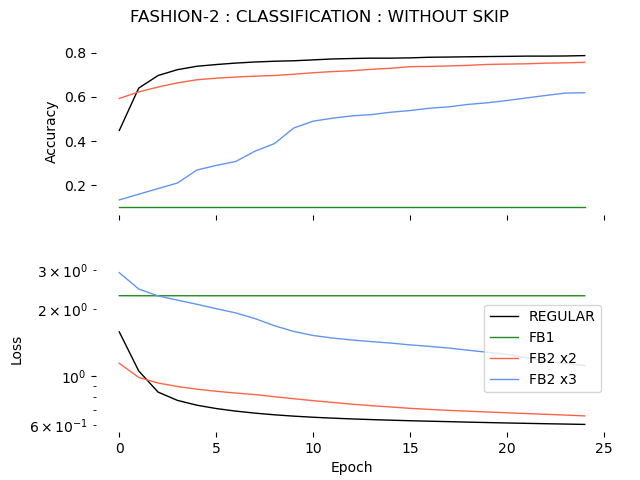 FASHION-2 : CLASSIFICATION : WITHOUT SKIP
Accuracy
0.8
0.6
0.4
0.2
Loss
3 × 10⁰
2 × 10⁰
10⁰
6 × 10⁻¹
REGULAR
FB1
FB2 x2
FB2 x3
0 5 10 15 20 25
Epoch